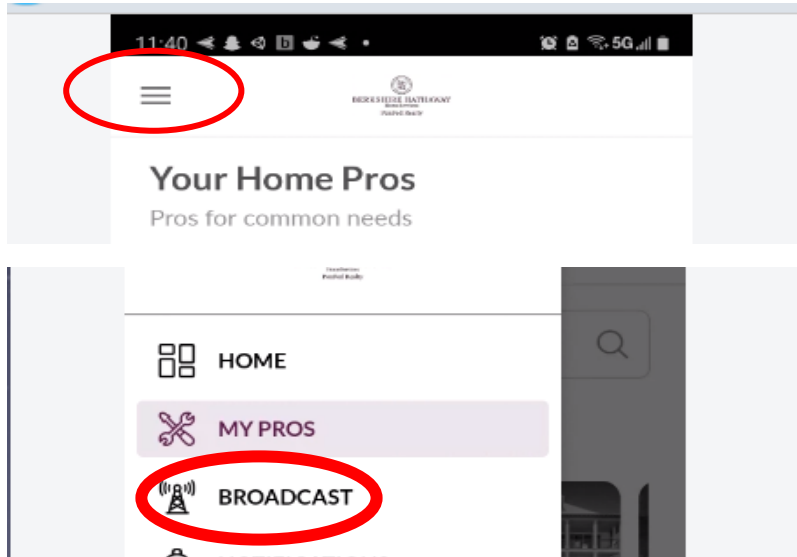 11:40
5G
BERKSHIRE HATHAWAY
Your Home Pros
Pros for common needs
HOME
MY PROS
BROADCAST